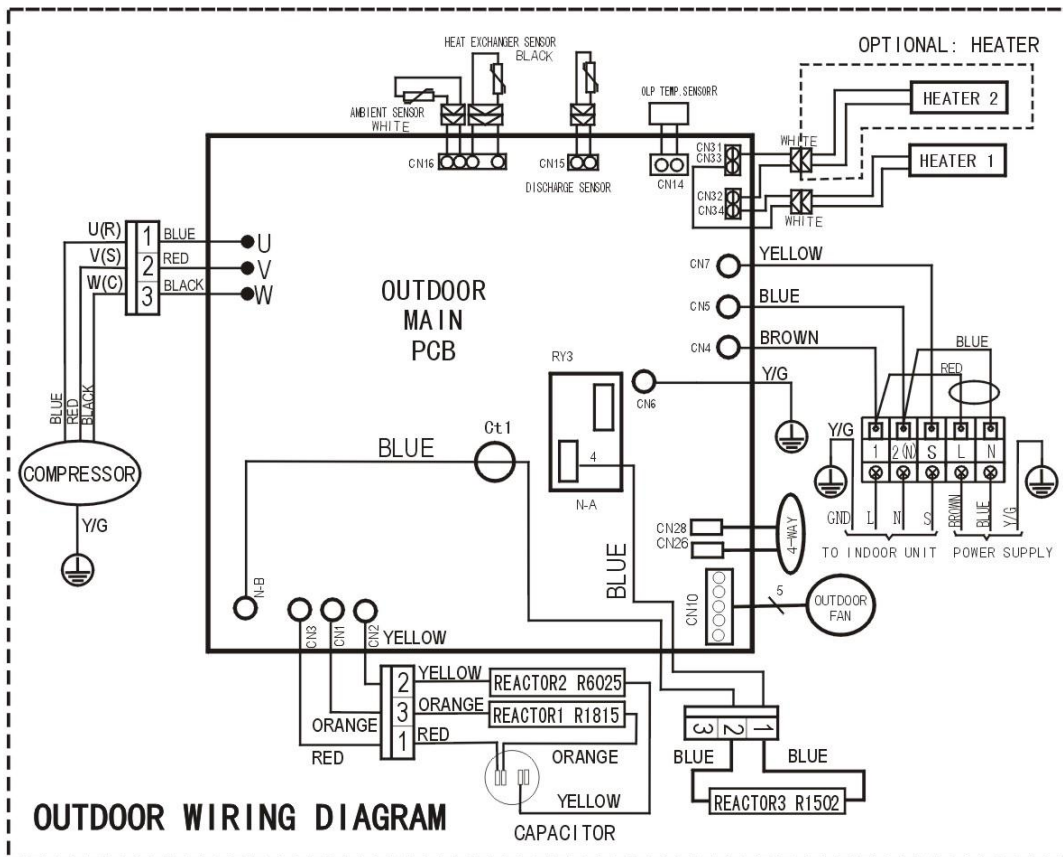 HEAT EXCHANGER SENSOR
BLACK
OPTIONAL: HEATER
AMBIENT SENSOR
WHITE
OLP TEMP.SENSORR
HEATER 2
HEATER 1
WHITE
WHITE
CN16
CN15
DISCHARGE SENSOR
CN14
CN31
CN33
CN32
CN34
U(R)
V(S)
W(C)
1
2
3
BLUE
RED
BLACK
U
V
W
OUTDOOR
MAIN
PCB
CN7
YELLOW
CN5
BLUE
CN4
BROWN
RY3
CN6
Y/G
BLUE
RED
BLUE
RED
BLACK
COMPRESSOR
Y/G
BLUE
Ct1
4
N-A
BLUE
Y/G
1
2(N)
S
L
N
GND
L
N
S
BROWN
BLUE
Y/G
TO INDOOR UNIT
POWER SUPPLY
CN28
CN26
4-WAY
CN10
5
OUTDOOR
FAN
N-B
CN3
CN1
CN2
YELLOW
2
3
1
YELLOW
REACTOR2 R6025
ORANGE
REACTOR1 R1815
RED
ORANGE
RED
ORANGE
YELLOW
CAPACITOR
3
2
1
BLUE
BLUE
REACTOR3 R1502
OUTDOOR WIRING DIAGRAM